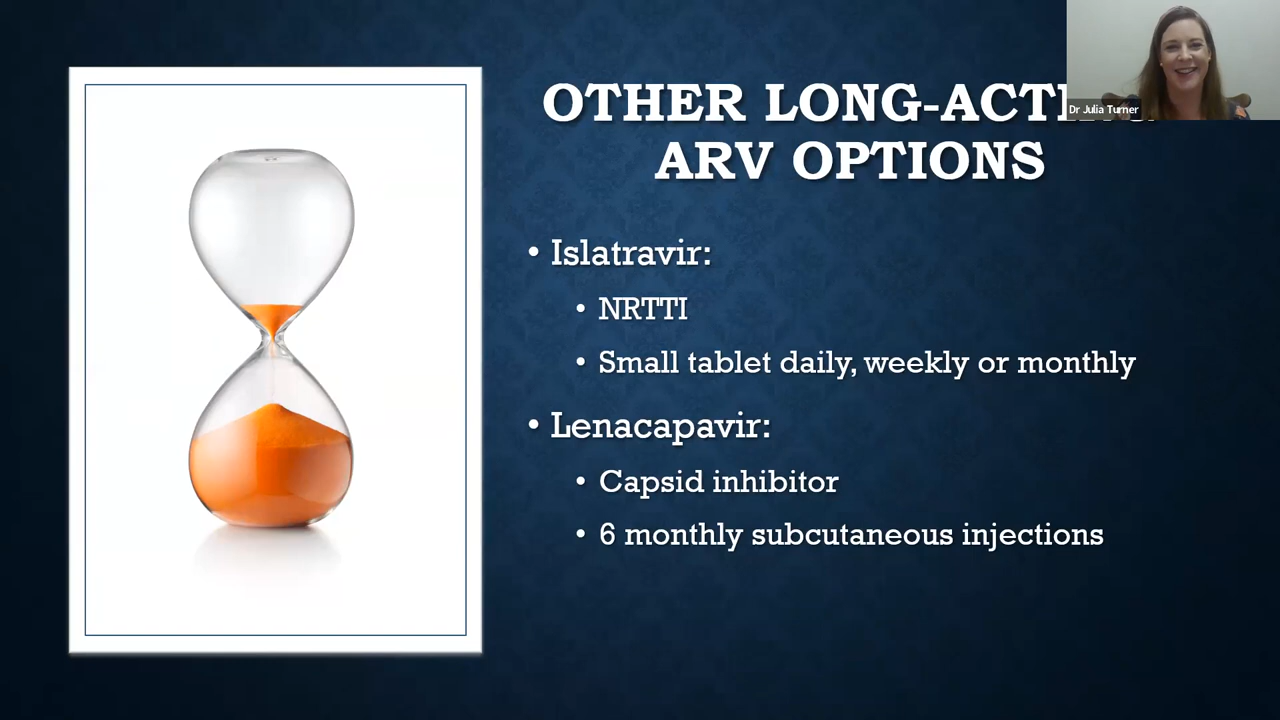 OTHER LONG-ACTING
ARV OPTIONS
Dr Julia Turner
• Islatravir:
• NRTTI
• Small tablet daily, weekly or monthly
• Lenacapavir:
• Capsid inhibitor
• 6 monthly subcutaneous injections